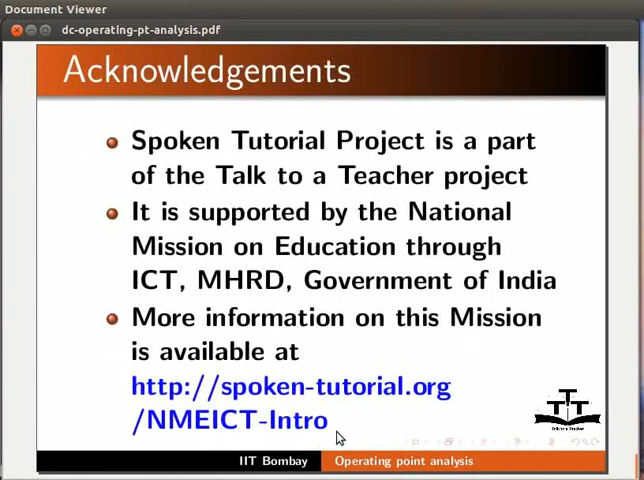 Document Viewer
dc-operating-pt-analysis.pdf
Acknowledgements
Spoken Tutorial Project is a part
of the Talk to a Teacher project
It is supported by the National
Mission on Education through
ICT, MHRD, Government of India
More information on this Mission
is available at
http://spoken-tutorial.org
/NMEICT-Intro
IIT Bombay
Operating point analysis